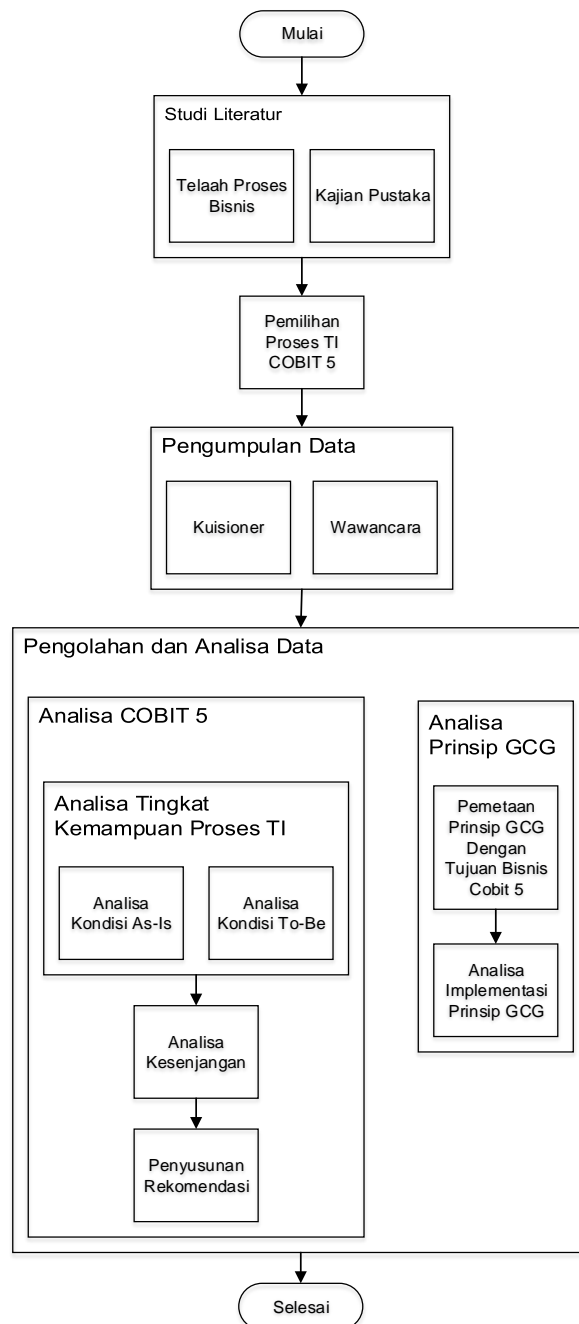 Mulai
Studi Literatur
Telaah Proses
Bisnis
Kajian Pustaka
Pemilihan
Proses TI
COBIT 5
Pengumpulan Data
Kuisioner
Wawancara
Pengolahan dan Analisa Data
Analisa COBIT 5
Analisa Tingkat
Kemampuan Proses TI
Analisa
Kondisi As-Is
Analisa
Kondisi To-Be
Analisa
Kesenjangan
Penyusunan
Rekomendasi
Analisa
Prinsip GCG
Pemetaan
Prinsip GCG
Dengan
Tujuan Bisnis
Cobit 5
Analisa
Implementasi
Prinsip GCG
Selesai